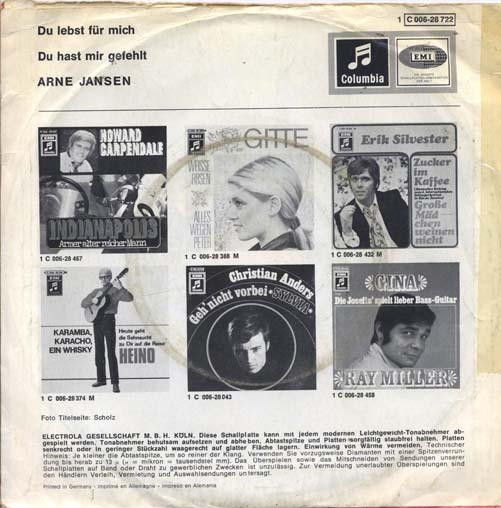 Du lebst für mich
Du hast mir gefehlt
ARNE JANSEN
1 C 006-28 722
Columbia
EMI
HOWARD CARPENDALE
INDIANAPOLIS
Armer alter reicher Mann
1 C 006-28 467
GITTE
WEISSE ROSEN
ALLES WEGEN PETER
1 C 006-28 388 M
Erik Silvester
Zucker im Kaffee
Große Mädchen weinen nicht
1 C 006-28 432 M
KARAMBA, KARACHO, EIN WHISKY
Heute geht die Sehnsucht zu Dir auf die Reise
HEINO
1 C 006-28 374 M
Christian Anders
Geh' nicht vorbei · SYLVIA ·
1 C 006-28 043
GINA
Die Josefin' spielt lieber Bass-Guitar
RAY MILLER
1 C 006-28 458
Foto Titelseite: Scholz
ELECTROLA GESELLSCHAFT M. B. H. KÖLN. Diese Schallplatte kann mit jedem modernen Leichtgewicht-Tonabnehmer ab-
gespielt werden. Tonabnehmer behutsam aufsetzen und abheben. Abtastspitze und Platten sorgfältig staubfrei halten. Platten
senkrecht oder in geringer Stückzahl waagerecht auf glatter Fläche lagern. Einwirkung von Wärme vermeiden. Technischer
Hinweis: Je kleiner die Abtastspitze, um so reiner der Klang. Verwenden Sie vorzugsweise Diamanten mit einer Spitzenverrun-
dung bis herab zu 13 µ (µ = mikron = tausendstel mm). Das Überspielen sowie das Mitschneiden von Sendungen unserer
Schallplatten auf Band oder Draht zu gewerblichen Zwecken ist unzulässig. Zur Vermeidung unerlaubter Überspielungen sind
den Händlern Verleih, Vermietung und Auswahlsendungen untersagt.
Printed in Germany - Imprimé en Allemagne - Impreso en Alemania